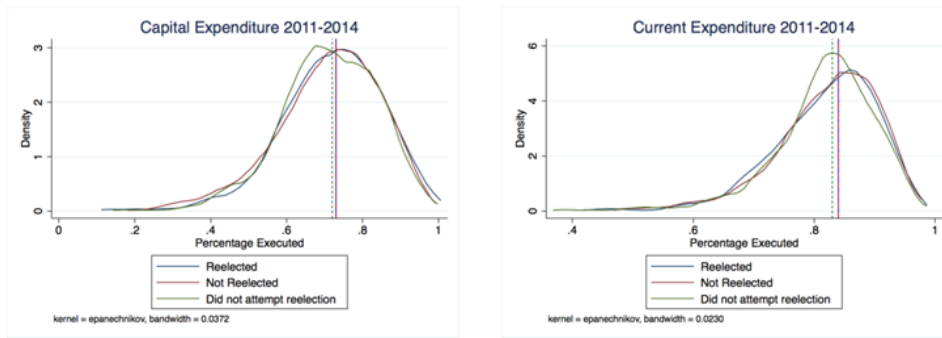 Capital Expenditure 2011-2014
3
2
1
0
Density
0
.2
.4
.6
.8
1
Percentage Executed
Reelected
Not Reelected
Did not attempt reelection
kernel = epanechnikov, bandwidth = 0.0372
Current Expenditure 2011-2014
6
4
2
0
Density
.4
.6
.8
1
Percentage Executed
Reelected
Not Reelected
Did not attempt reelection
kernel = epanechnikov, bandwidth = 0.0230